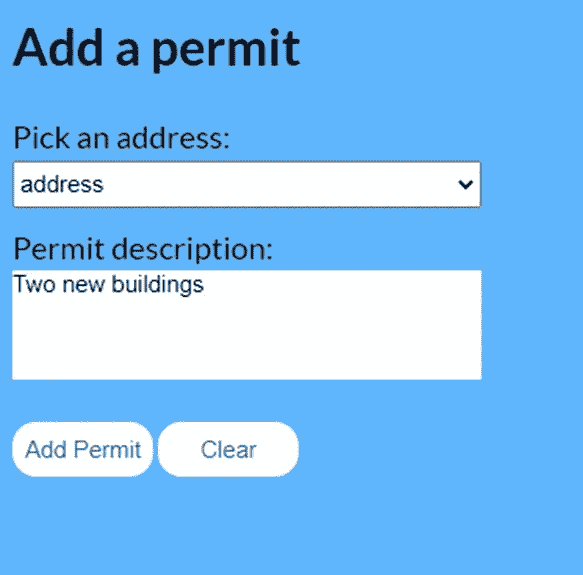 Add a permit
Pick an address:
address
Permit description:
Two new buildings
Add Permit Clear